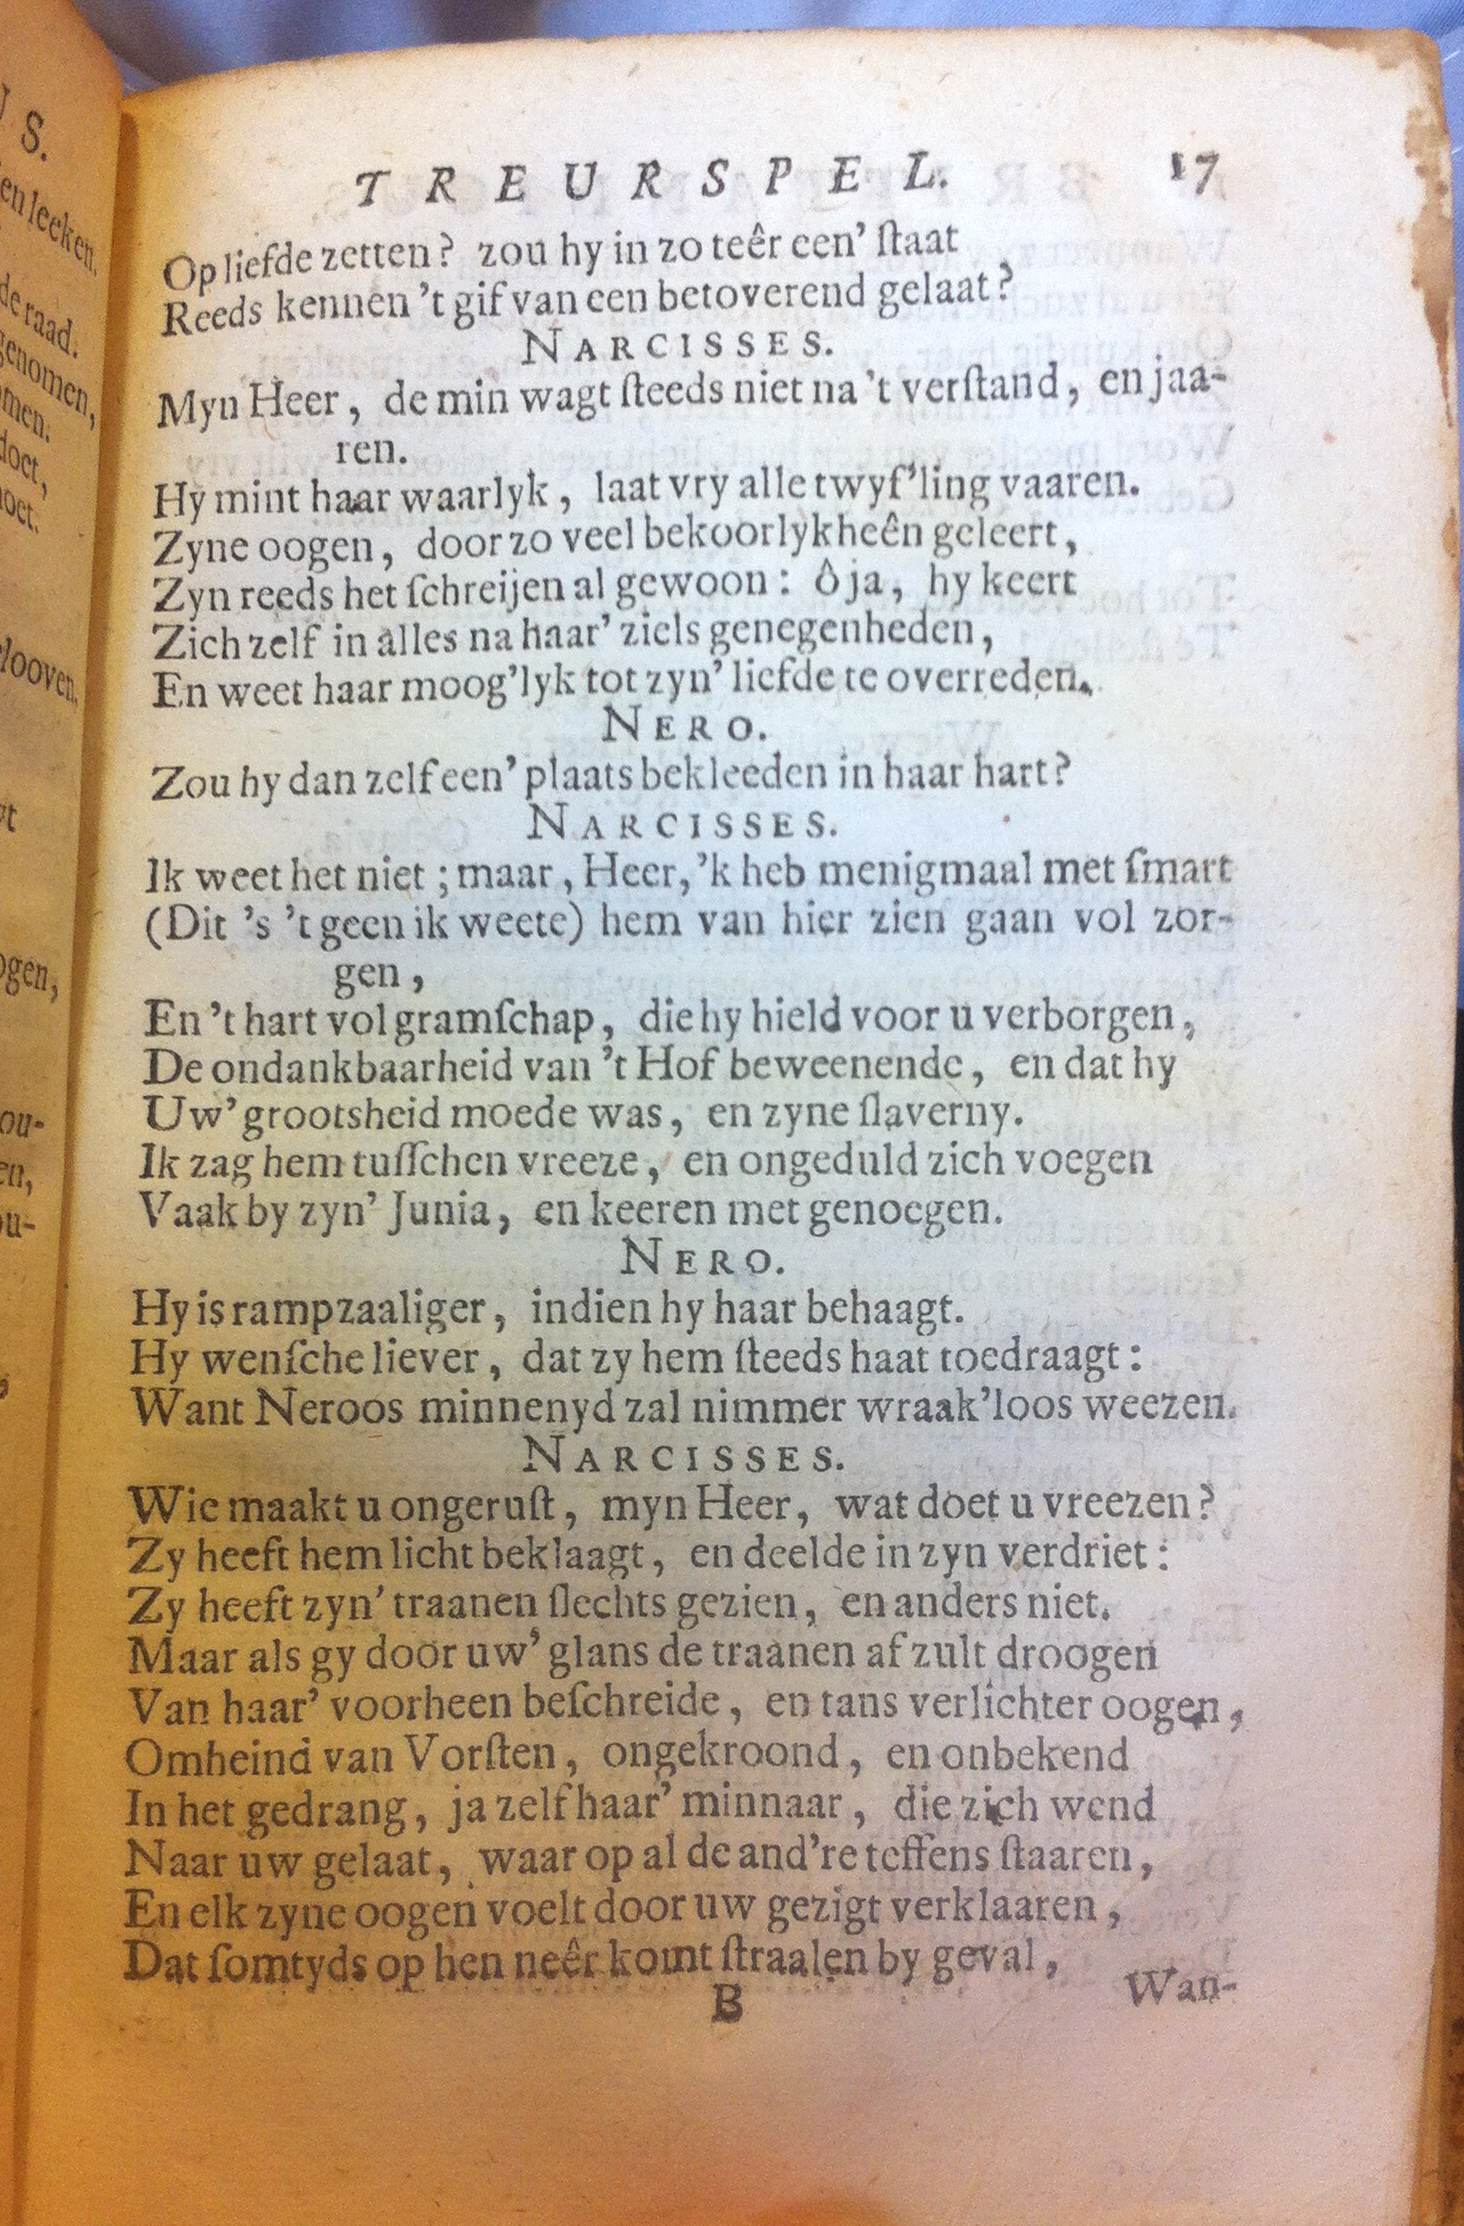 U S.
en leeken.
de raad.
genomen,
men.
doet,
oet.
looven.
gen,
ou-
en,
u-
TREURSPEL. 17
Op liefde zetten? zou hy in zo teêr een' ſtaat
Reeds kennen 't gif van een betoverend gelaat?
NARCISSES.
Myn Heer, de min wagt ſteeds niet na 't verſtand, en jaa-
ren.
Hy mint haar waarlyk, laat vry alle twyf'ling vaaren.
Zyne oogen, door zo veel bekoorlykheên geleert,
Zyn reeds het ſchreijen al gewoon: ô ja, hy keert
Zich zelf in alles na haar' ziels genegenheden,
En weet haar moog'lyk tot zyn' liefde te overreden.
NERO.
Zou hy dan zelf een' plaats bekleeden in haar hart?
NARCISSES.
Ik weet het niet; maar, Heer, 'k heb menigmaal met ſmart
(Dit 's 't geen ik weete) hem van hier zien gaan vol zor-
gen,
En 't hart vol gramſchap, die hy hield voor u verborgen,
De ondankbaarheid van 't Hof beweenende, en dat hy
Uw' grootsheid moede was, en zyne ſlaverny.
Ik zag hem tuſſchen vreeze, en ongeduld zich voegen
Vaak by zyn' Junia, en keeren met genoegen.
NERO.
Hy is rampzaaliger, indien hy haar behaagt.
Hy wenſche liever, dat zy hem ſteeds haat toedraagt:
Want Neroos minnenyd zal nimmer wraak'loos weezen.
NARCISSES.
Wie maakt u ongeruſt, myn Heer, wat doet u vreezen?
Zy heeft hem licht beklaagt, en deelde in zyn verdriet:
Zy heeft zyn' traanen ſlechts gezien, en anders niet.
Maar als gy door uw' glans de traanen af zult droogen
Van haar' voorheen beſchreide, en tans verlichter oogen,
Omheind van Vorſten, ongekroond, en onbekend
In het gedrang, ja zelf haar' minnaar, die zich wend
Naar uw gelaat, waar op al de and're teffens ſtaaren,
En elk zyne oogen voelt door uw gezigt verklaaren,
Dat ſomtyds op hen neêr komt ſtraalen by geval,
B Wan-